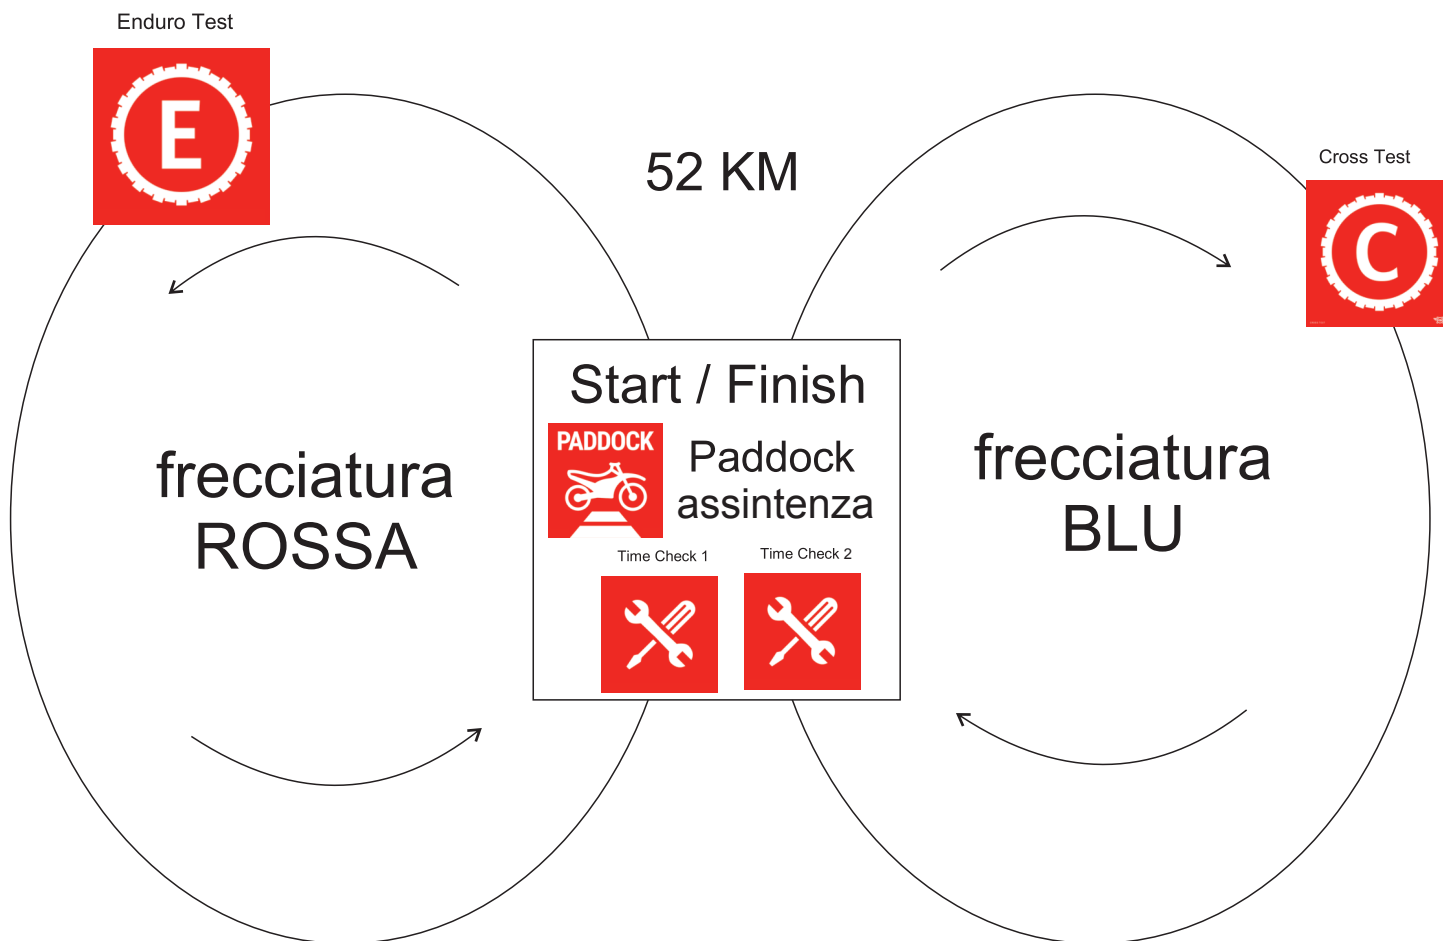 Enduro Test
E
52 KM
Cross Test
C
Start / Finish
PADDOCK
Paddock
assintenza
Time Check 1
Time Check 2
frecciatura
ROSSA
frecciatura
BLU